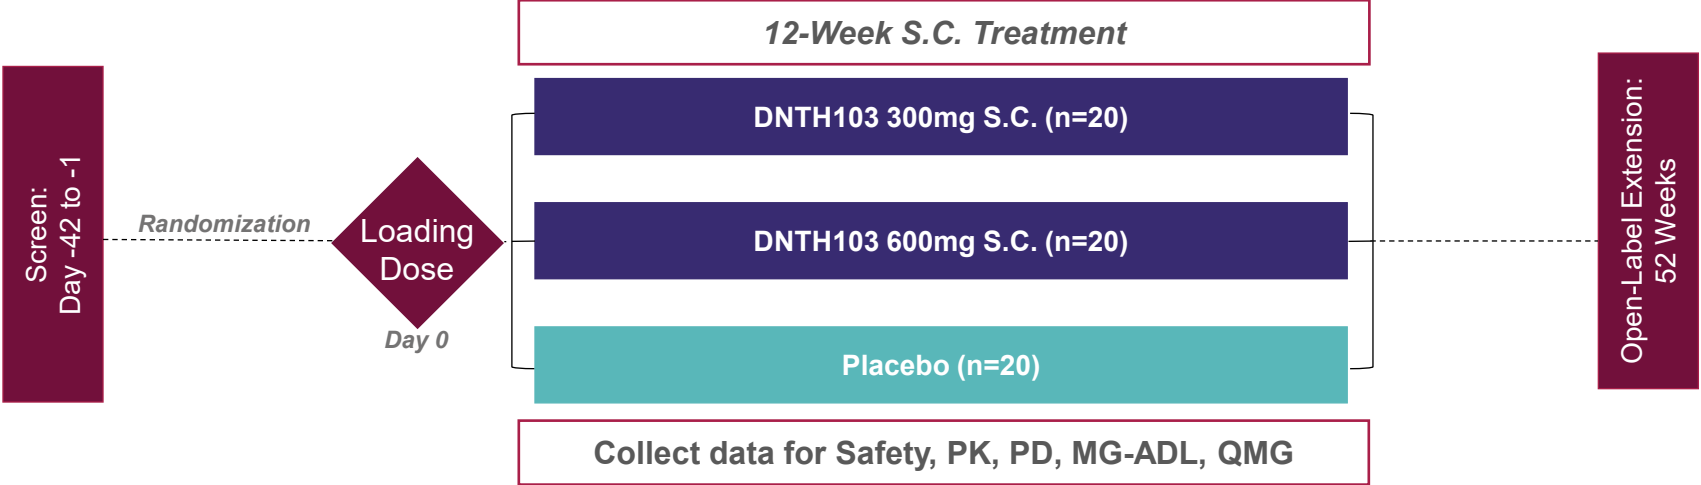 12-Week S.C. Treatment
Screen:
Day -42 to -1
Randomization
Loading
Dose
Day 0
DNTH103 300mg S.C. (n=20)
DNTH103 600mg S.C. (n=20)
Placebo (n=20)
Collect data for Safety, PK, PD, MG-ADL, QMG
Open-Label Extension:
52 Weeks